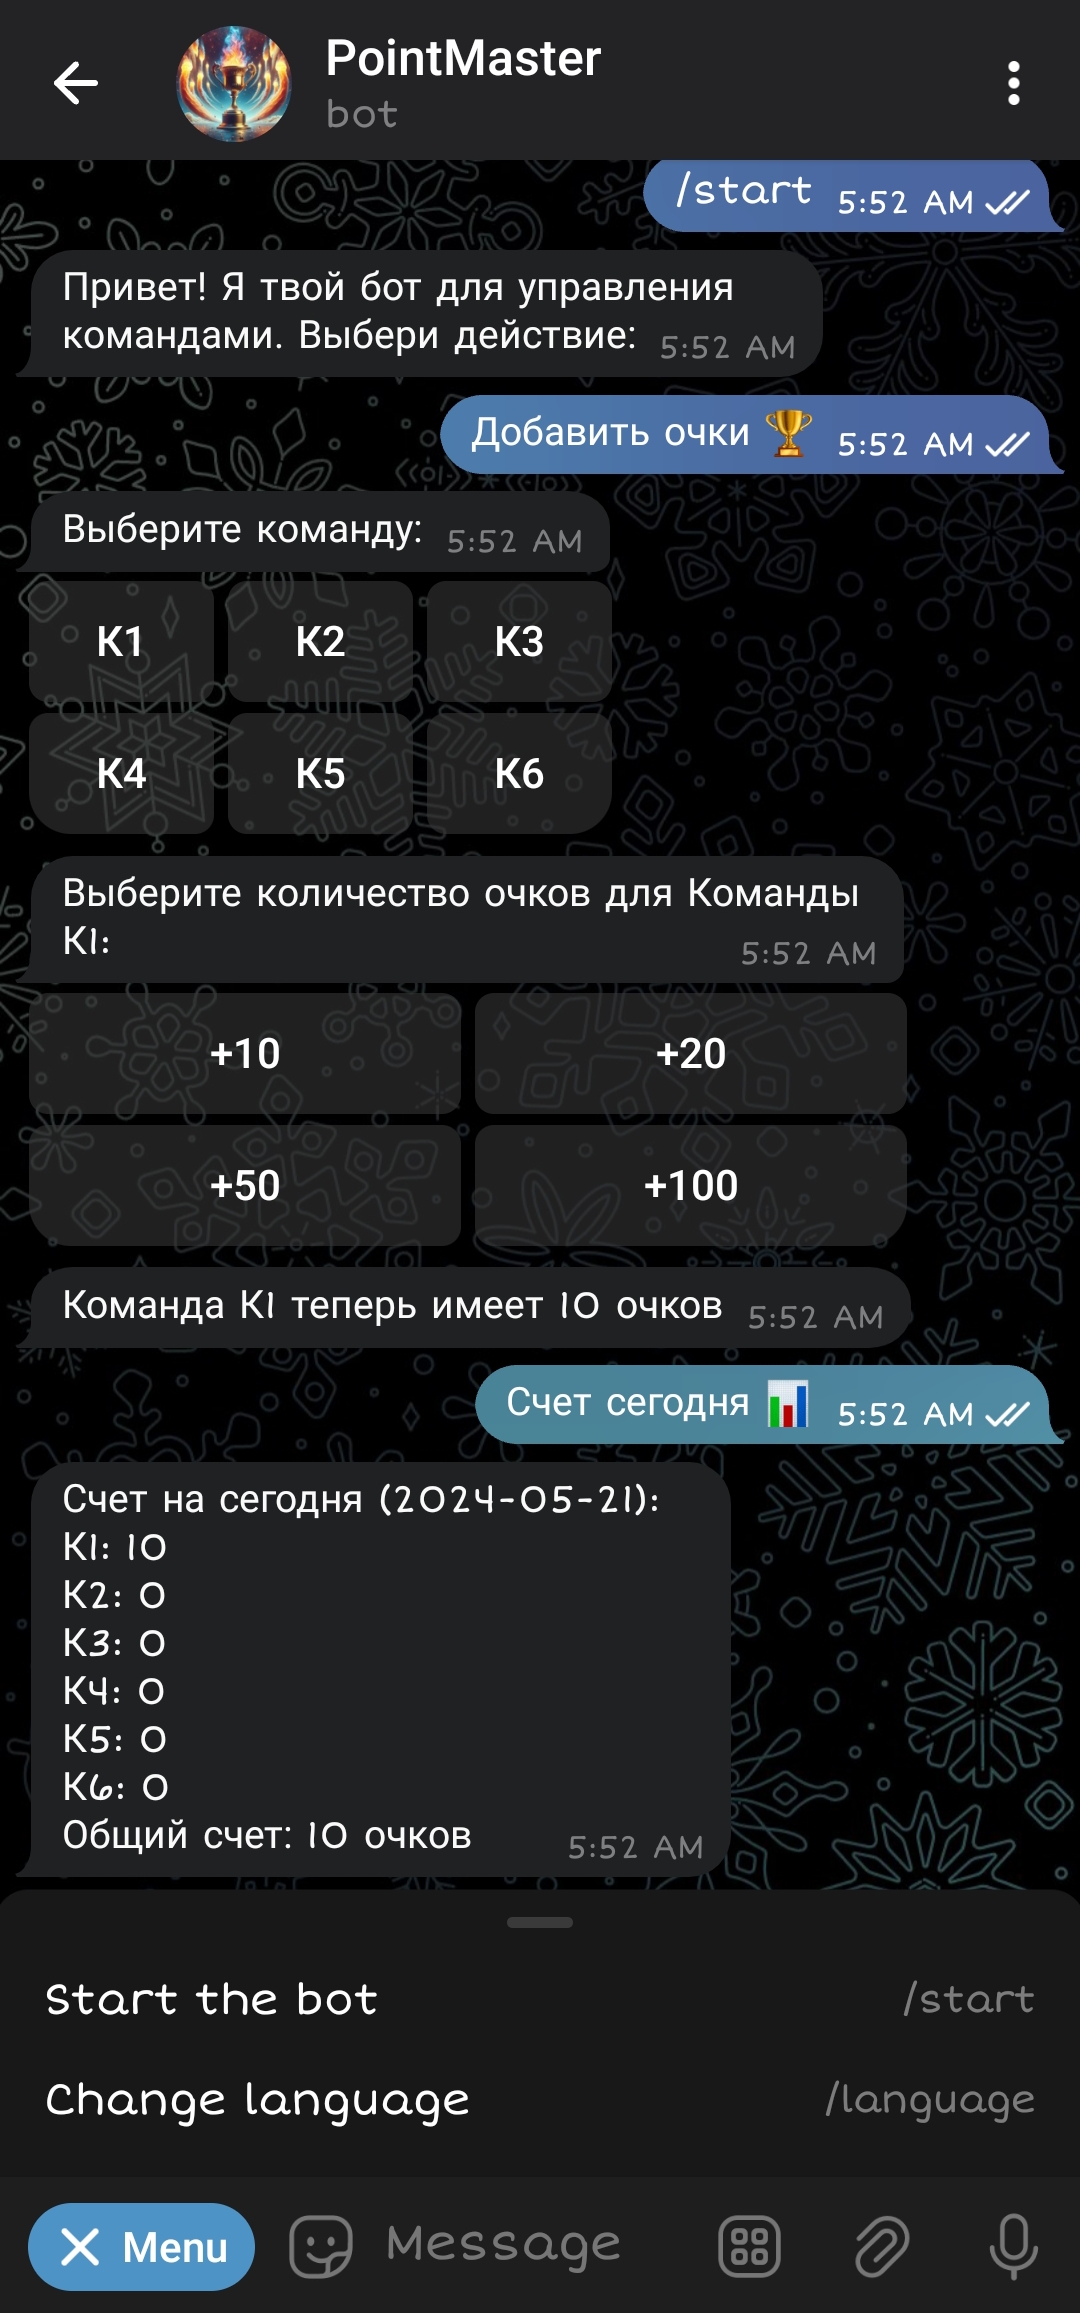 PointMaster
bot
/start 5:52 AM
Привет! Я твой бот для управления
командами. Выбери действие: 5:52 AM
Добавить очки 🏆 5:52 AM
Выберите команду: 5:52 AM
К1 К2 К3
К4 К5 К6
Выберите количество очков для Команды
К1: 5:52 AM
+10 +20
+50 +100
Команда К1 теперь имеет 10 очков 5:52 AM
Счет сегодня 📊 5:52 AM
Счет на сегодня (2024-05-21):
К1: 10
К2: 0
К3: 0
К4: 0
К5: 0
К6: 0
Общий счет: 10 очков 5:52 AM
Start the bot /start
Change language /language
Menu Message